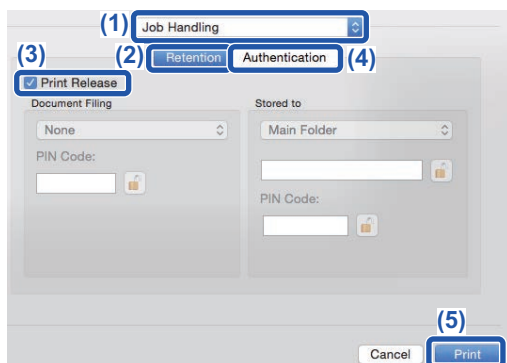 (1) Job Handling
(3) (2) Retention Authentication (4)
Print Release
Document Filing Stored to
None Main Folder
PIN Code:
PIN Code:
(5)
Cancel Print